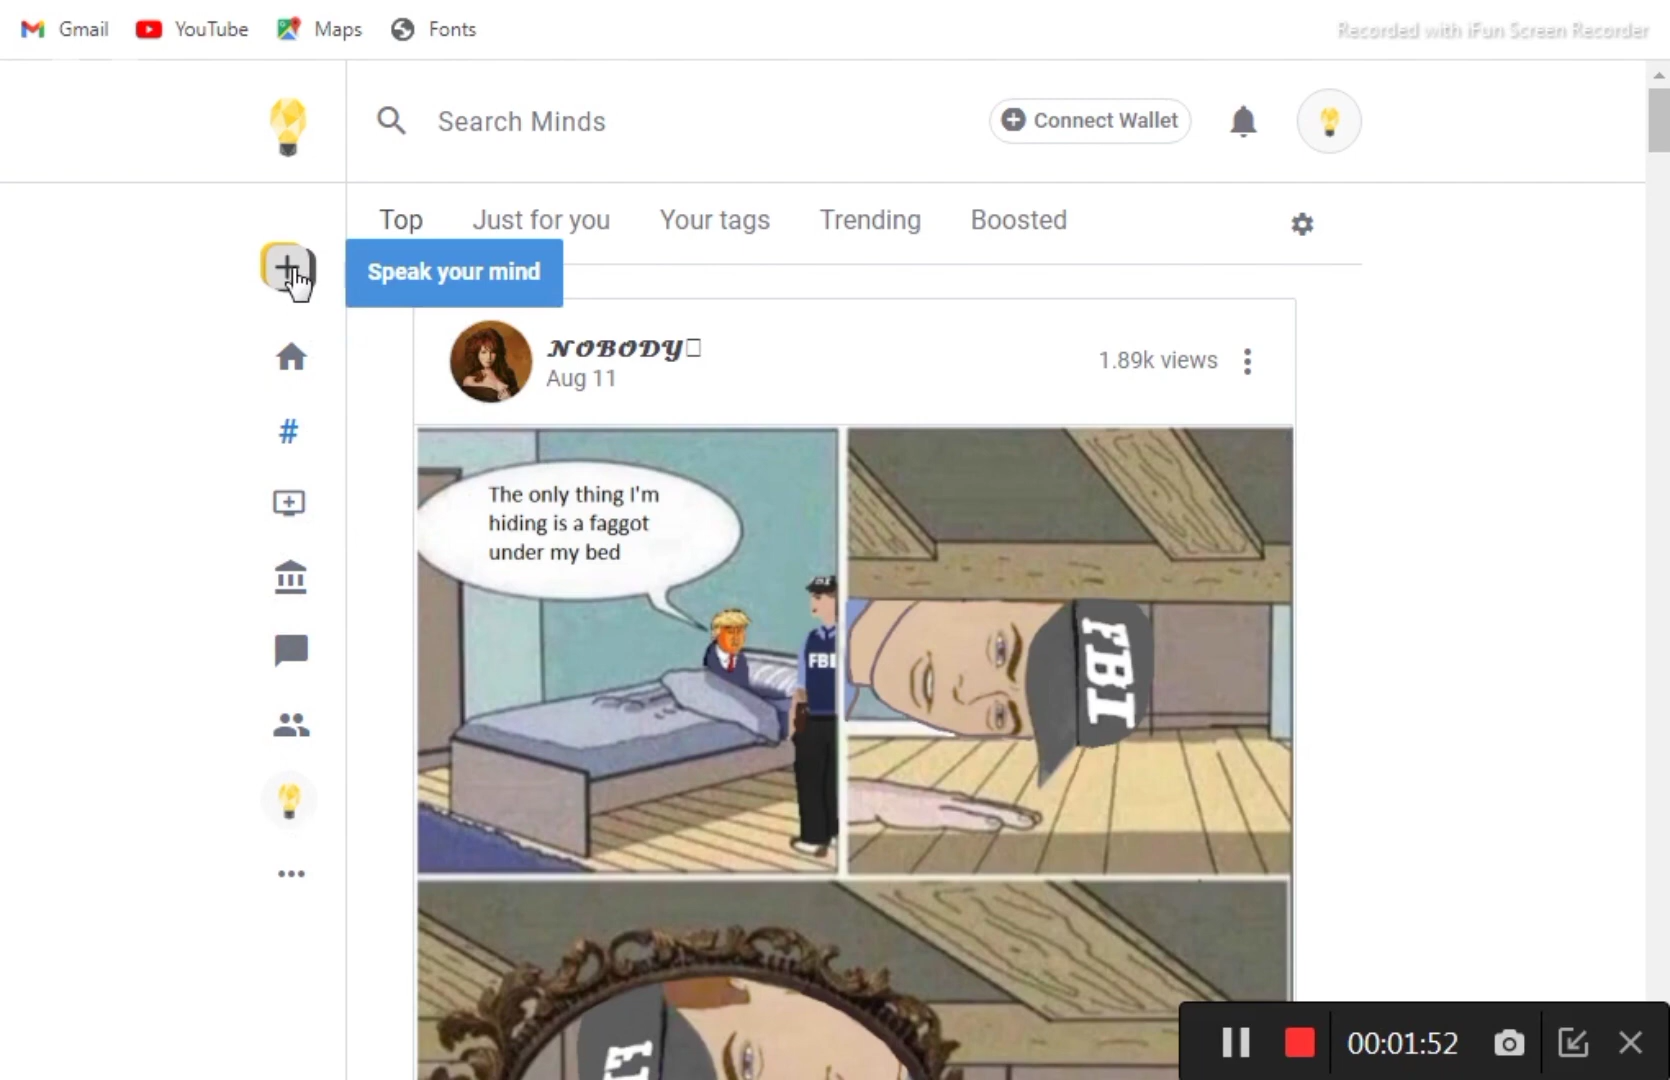 Gmail
YouTube
Maps
Fonts
Recorded with iFun Screen Recorder
Search Minds
Connect Wallet
Top
Just for you
Your tags
Trending
Boosted
Speak your mind
𝓝𝓞𝓑𝓞𝓓𝓨
Aug 11
1.89k views
#
The only thing I'm
hiding is a faggot
under my bed
FBI
FBI
00:01:52